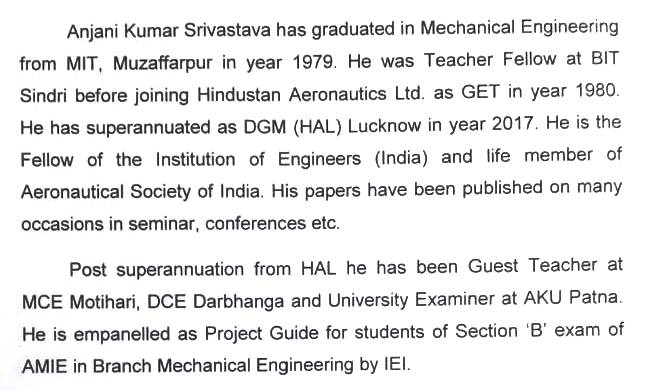 Anjani Kumar Srivastava has graduated in Mechanical Engineering
from MIT, Muzaffarpur in year 1979. He was Teacher Fellow at BIT
Sindri before joining Hindustan Aeronautics Ltd. as GET in year 1980.
He has superannuated as DGM (HAL) Lucknow in year 2017. He is the
Fellow of the Institution of Engineers (India) and life member of
Aeronautical Society of India. His papers have been published on many
occasions in seminar, conferences etc.
Post superannuation from HAL he has been Guest Teacher at
MCE Motihari, DCE Darbhanga and University Examiner at AKU Patna.
He is empanelled as Project Guide for students of Section ‘B’ exam of
AMIE in Branch Mechanical Engineering by IEI.